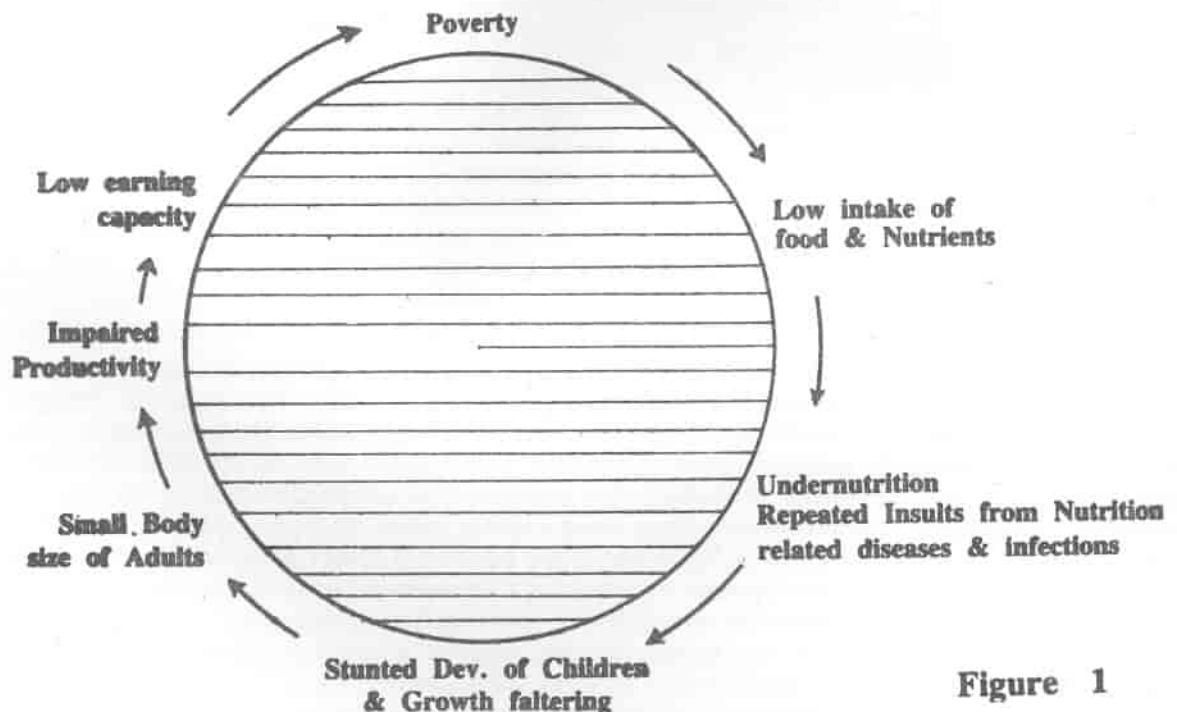 Poverty
Low intake of
food & Nutrients
Undernutrition
Repeated Insults from Nutrition
related diseases & infections
Stunted Dev. of Children
& Growth faltering
Small Body
size of Adults
Impaired
Productivity
Low earning
capacity
Figure 1